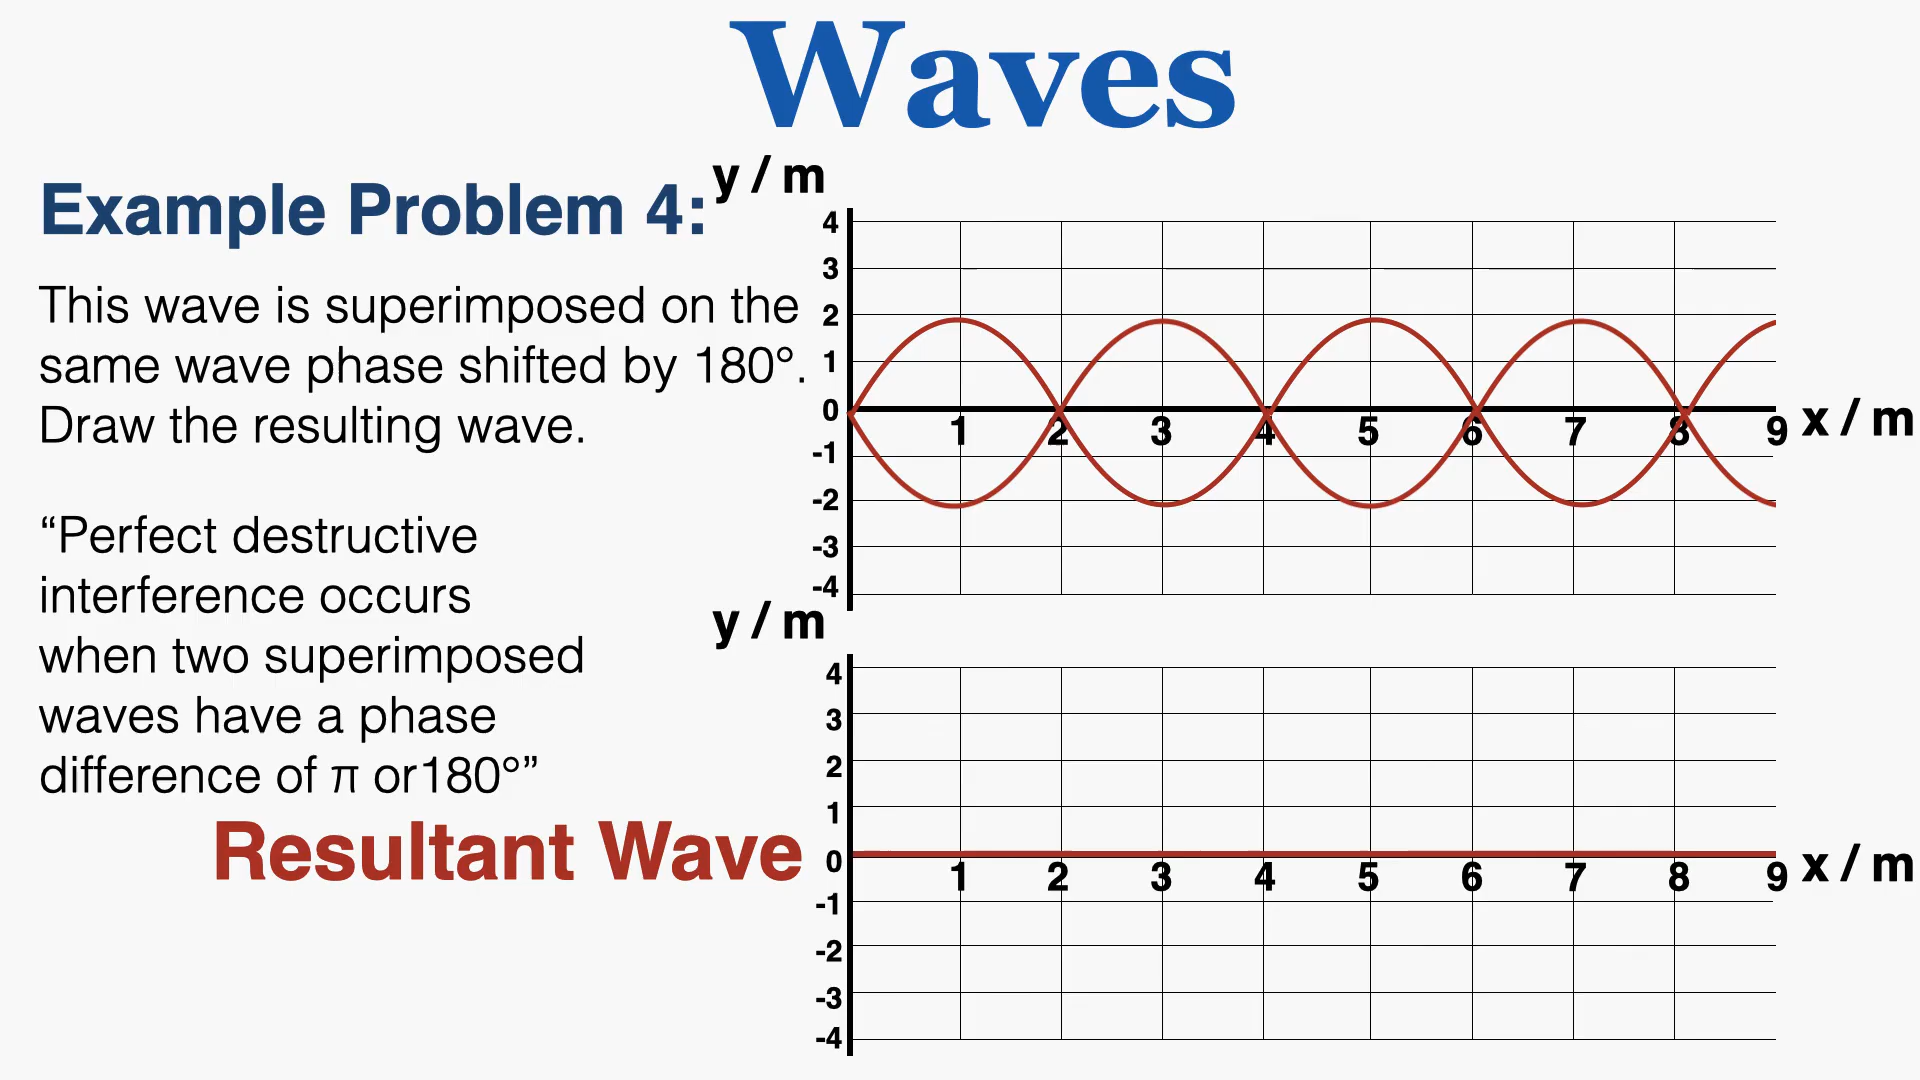 Waves
Example Problem 4:
This wave is superimposed on the
same wave phase shifted by 180°.
Draw the resulting wave.
“Perfect destructive
interference occurs
when two superimposed
waves have a phase
difference of π or180°”
Resultant Wave
y / m
4
3
2
1
0
-1
-2
-3
-4
1 2 3 4 5 6 7 8 9 x / m
y / m
4
3
2
1
0
-1
-2
-3
-4
1 2 3 4 5 6 7 8 9 x / m